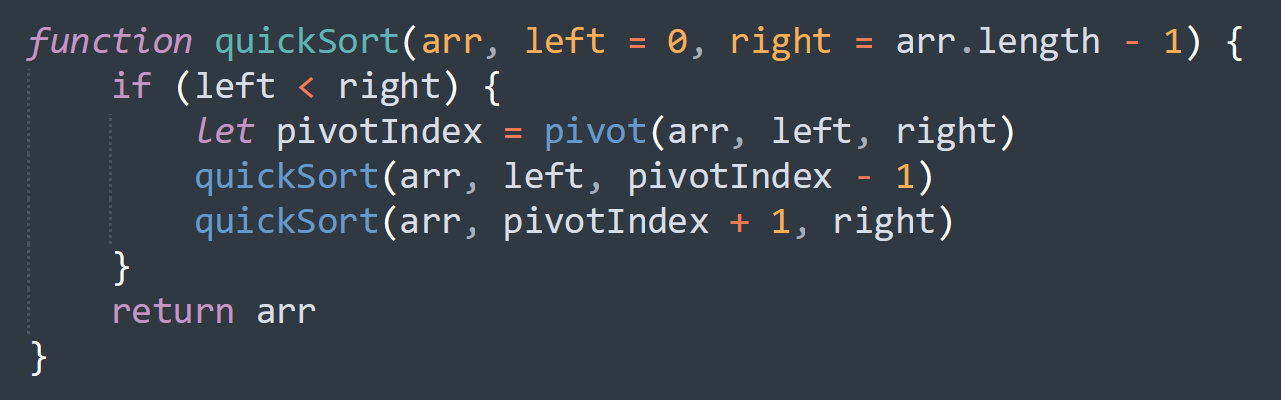 function quickSort(arr, left = 0, right = arr.length - 1) {
    if (left < right) {
        let pivotIndex = pivot(arr, left, right)
        quickSort(arr, left, pivotIndex - 1)
        quickSort(arr, pivotIndex + 1, right)
    }
    return arr
}